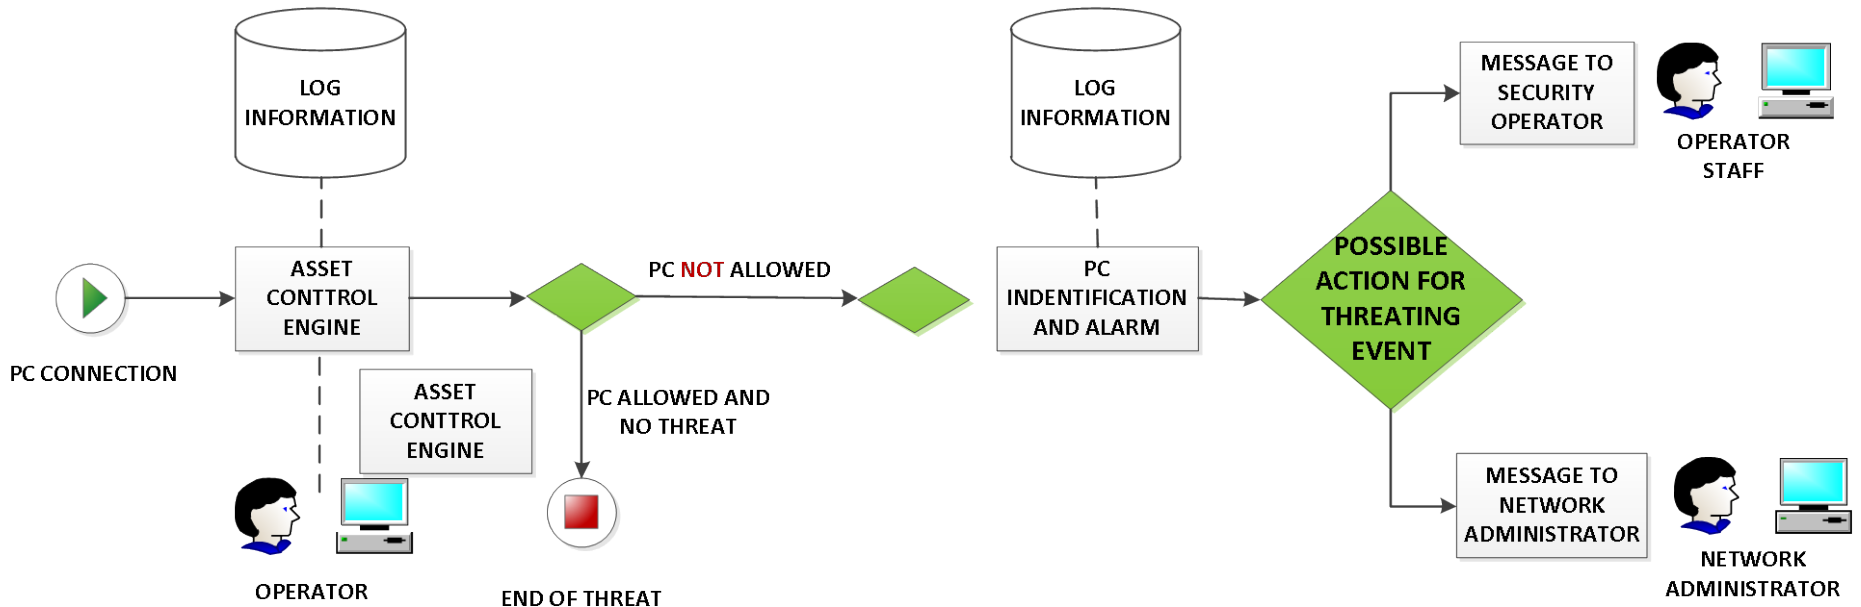 LOG
INFORMATION
LOG
INFORMATION
MESSAGE TO
SECURITY
OPERATOR
OPERATOR
STAFF
PC CONNECTION
ASSET
CONTTROL
ENGINE
PC NOT ALLOWED
PC
INDENTIFICATION
AND ALARM
POSSIBLE
ACTION FOR
THREATING
EVENT
ASSET
CONTTROL
ENGINE
PC ALLOWED AND
NO THREAT
OPERATOR
END OF THREAT
MESSAGE TO
NETWORK
ADMINISTRATOR
NETWORK
ADMINISTRATOR